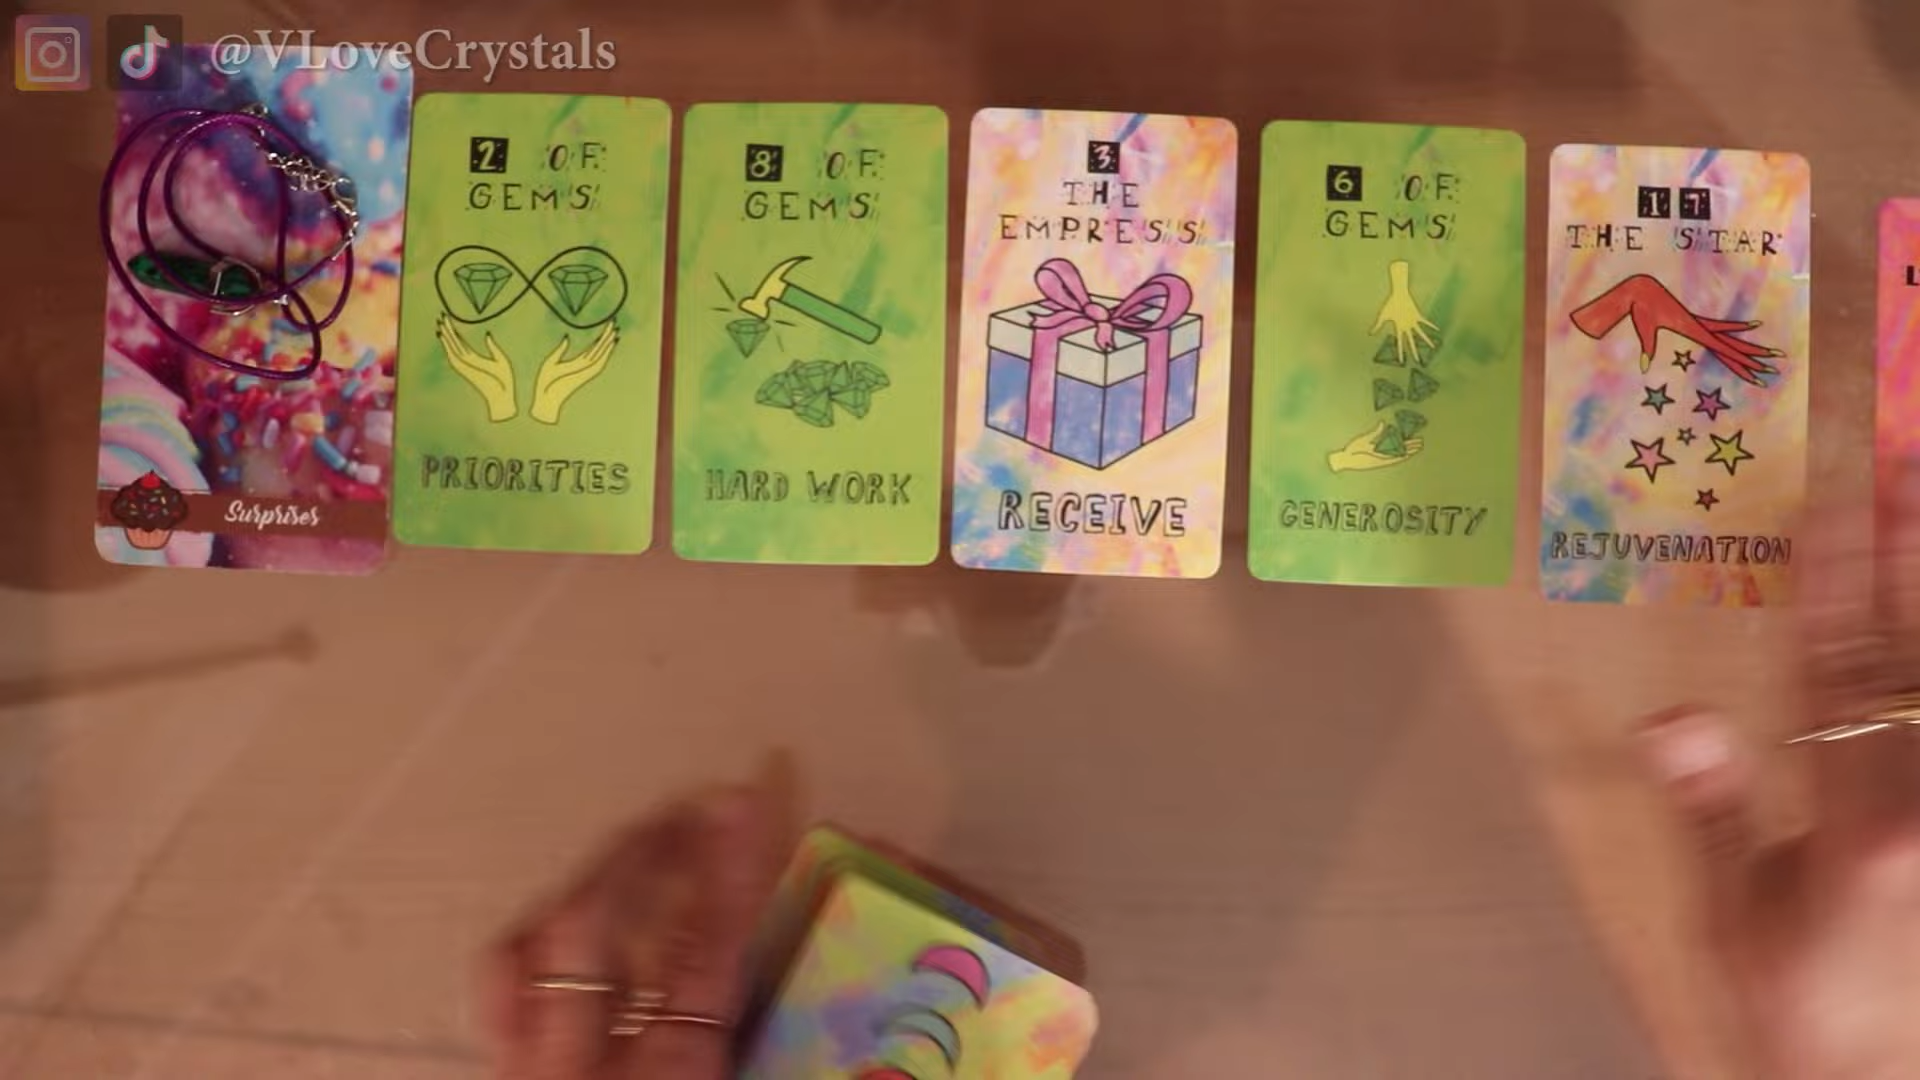 @VLoveCrystals
Surprises
2 OF
GEMS
PRIORITIES
8 OF
GEMS
HARD WORK
3
THE
EMPRESS
RECEIVE
6 OF
GEMS
GENEROSITY
17
THE STAR
REJUVENATION